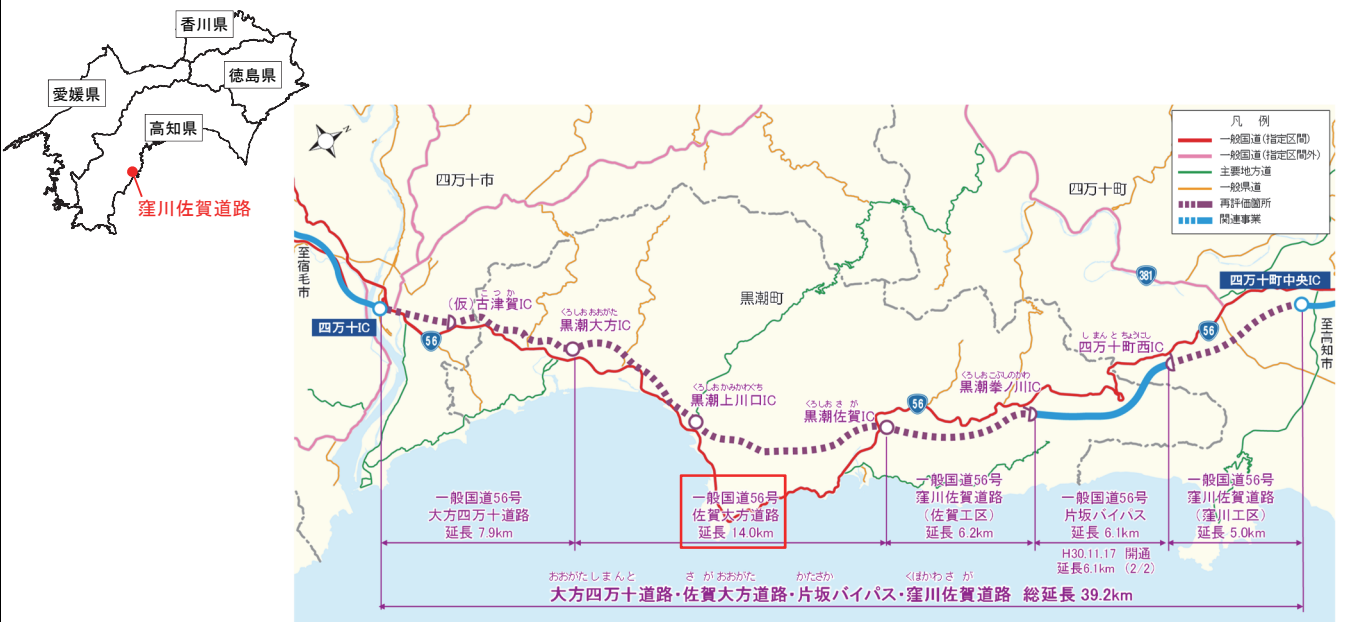 香川県
徳島県
愛媛県
高知県
窪川佐賀道路
N
凡 例
一般国道(指定区間)
一般国道(指定区間外)
主要地方道
一般県道
再評価箇所
関連事業
四万十市
四万十町
黒潮町
至宿毛市
四万十IC
56
こつか
(仮)古津賀IC
くろしおおおがた
黒潮大方IC
くろしおかみかわぐち
黒潮上川口IC
くろしおさが
黒潮佐賀IC
56
くろしおこぶしのかわ
黒潮拳ノ川IC
しまんとちょうにし
四万十町西IC
381
56
四万十町中央IC
至高知市
一般国道56号
大方四万十道路
延長 7.9km
一般国道56号
佐賀大方道路
延長 14.0km
一般国道56号
窪川佐賀道路
(佐賀工区)
延長 6.2km
一般国道56号
片坂バイパス
延長 6.1km
H30.11.17 開通
延長6.1km (2/2)
一般国道56号
窪川佐賀道路
(窪川工区)
延長 5.0km
おおがたしまんと さがおおがた かたさか くぼかわさが
大方四万十道路・佐賀大方道路・片坂バイパス・窪川佐賀道路 総延長 39.2km